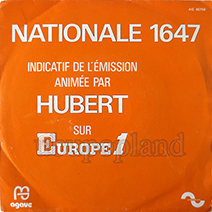 NATIONALE 1647
INDICATIF DE L'ÉMISSION
ANIMÉE PAR
HUBERT
SUR
EUROPE 1
agave